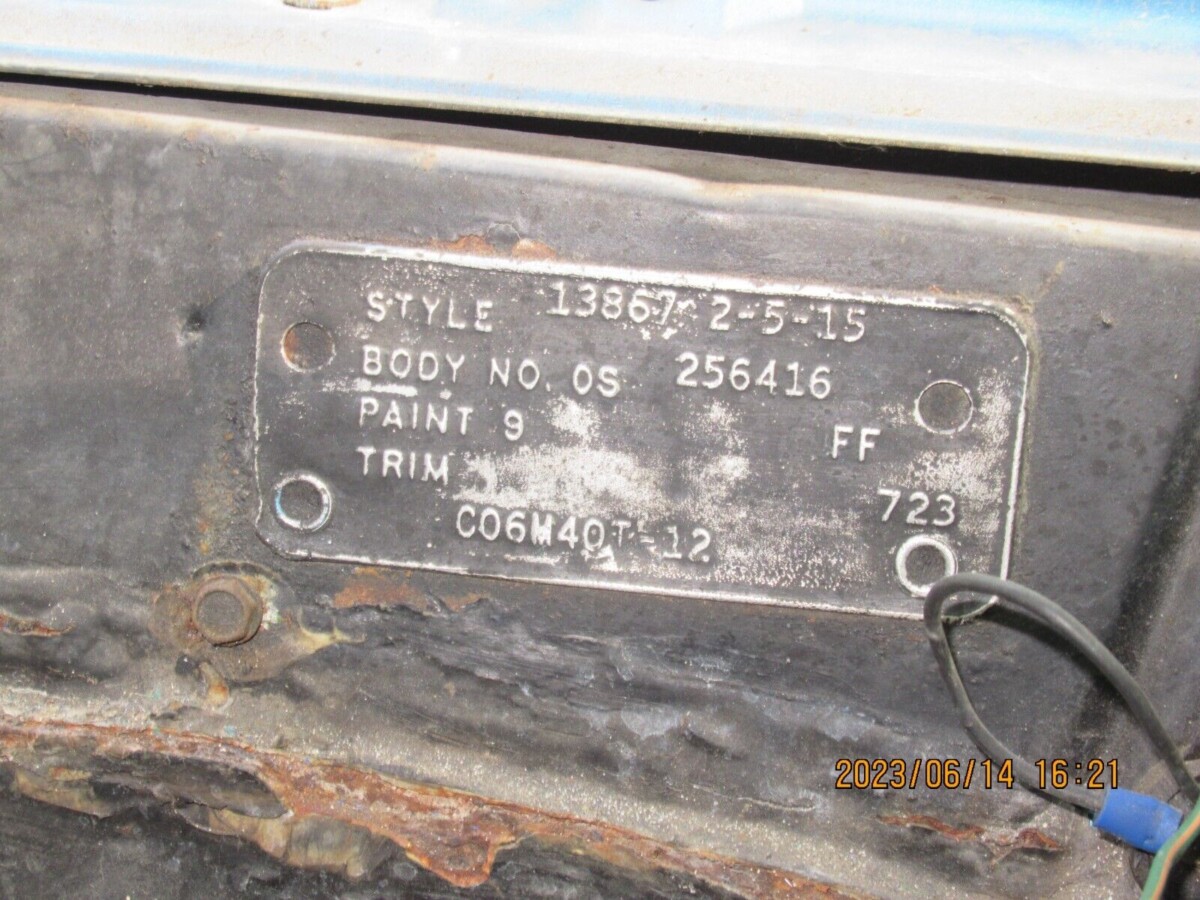 STYLE 13867 2-5-15
BODY NO. OS 256416
PAINT 9 FF
TRIM 723
C06M40T-12
2023/06/14 16:21